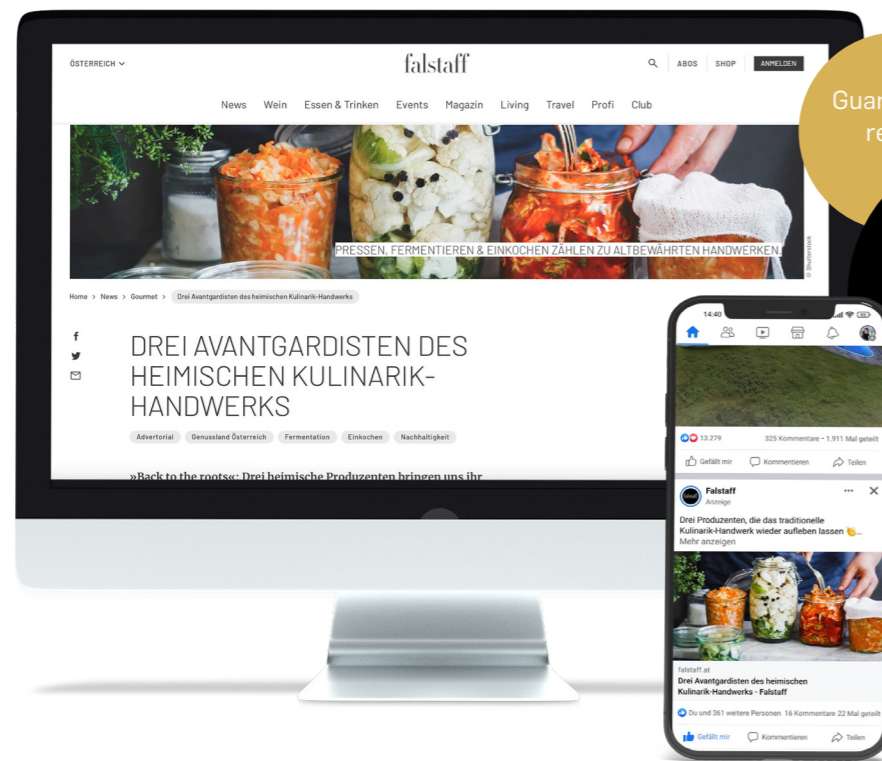 ÖSTERREICH
falstaff
ABOS
SHOP
ANMELDEN
News Wein Essen & Trinken Events Magazin Living Travel Profi Club
PRESSEN, FERMENTIEREN & EINKOCHEN ZÄHLEN ZU ALTBEWÄHRTEN HANDWERKEN.
© Shutterstock
Home > News > Gourmet > Drei Avantgardisten des heimischen Kulinarik-Handwerks
DREI AVANTGARDISTEN DES
HEIMISCHEN KULINARIK-
HANDWERKS
Advertorial Genussland Österreich Fermentation Einkochen Nachhaltigkeit
»Back to the roots«: Drei heimische Produzenten bringen uns ihr
14:40
13.279 325 Kommentare • 1.911 Mal geteilt
Gefällt mir Kommentieren Teilen
Falstaff
Anzeige
Drei Produzenten, die das traditionelle
Kulinarik-Handwerk wieder aufleben lassen 👏...
Mehr anzeigen
falstaff.at
Drei Avantgardisten des heimischen
Kulinarik-Handwerks - Falstaff
Du und 361 weitere Personen 16 Kommentare 22 Mal geteilt
Gefällt mir Kommentieren Teilen